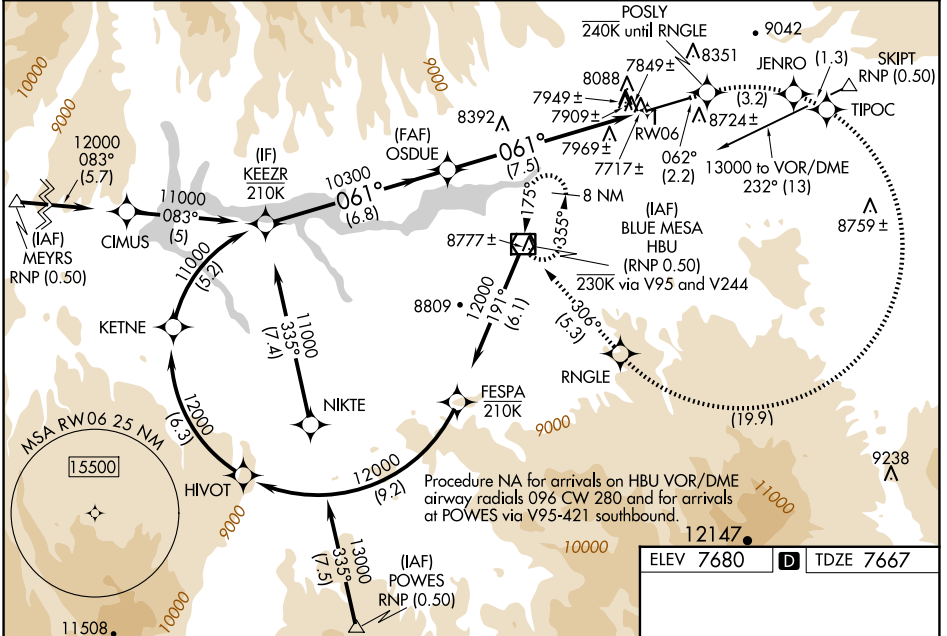 POSLY
240K until RNGLE
9042
8351
7849±
8088
7949±
7909±
7717±
7969±
8392
RW06
JENRO
(1.3)
SKIPT
RNP (0.50)
TIPOC
(3.2)
8724±
062°
(2.2)
13000 to VOR/DME
232° (13)
8759±
10000
9000
9000
12000
083°
(5.7)
(IAF)
MEYRS
RNP (0.50)
11000
083°
(5)
CIMUS
(IF)
KEEZR
210K
10300
061°
(6.8)
(FAF)
OSDUE
061°
(7.5)
175°
355°
8 NM
8777±
(IAF)
BLUE MESA
HBU
(RNP 0.50)
230K via V95 and V244
11000
(5.2)
KETNE
11000
335°
(7.4)
NIKTE
8809
12000
191°
(6.1)
306°
(5.3)
RNGLE
FESPA
210K
9000
(19.9)
12000
(6.3)
HIVOT
12000
(9.2)
MSA RW06 25 NM
15500
9000
10000
11508
13000
335°
(7.5)
(IAF)
POWES
RNP (0.50)
Procedure NA for arrivals on HBU VOR/DME
airway radials 096 CW 280 and for arrivals
at POWES via V95-421 southbound.
10000
11000
9238
12147
ELEV 7680 D TDZE 7667